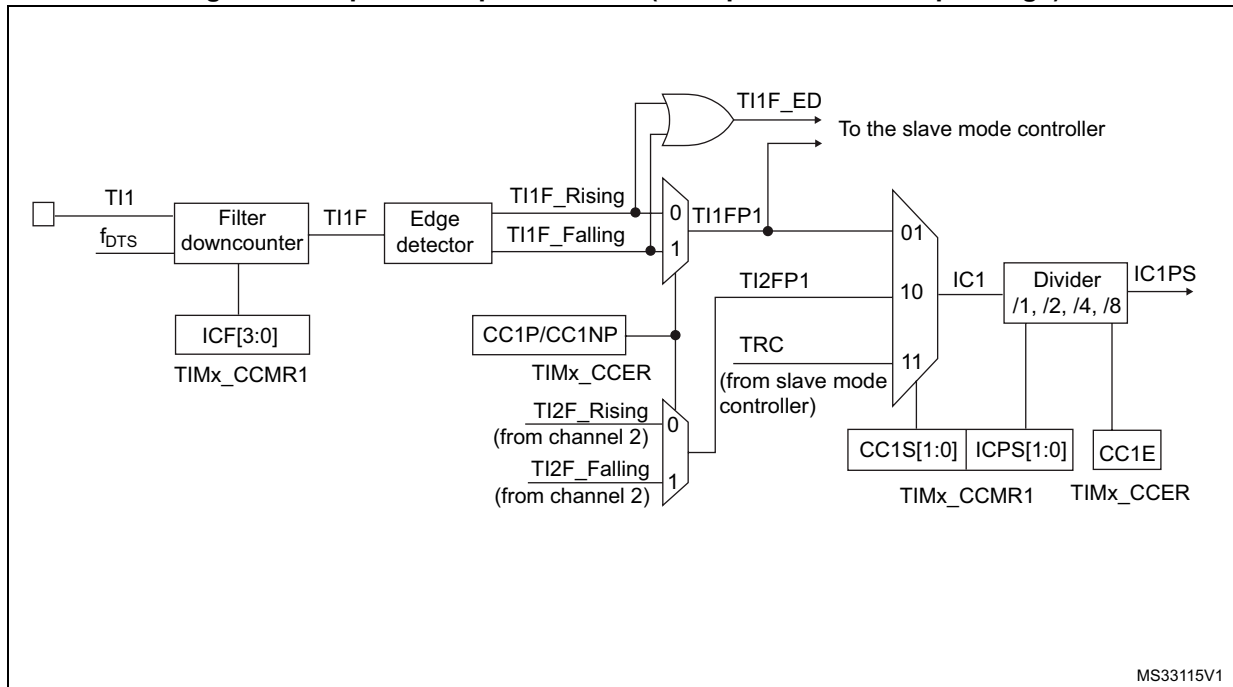 TI1F_ED
To the slave mode controller
TI1
f_DTS
Filter
downcounter
TI1F
Edge
detector
TI1F_Rising
TI1F_Falling
0
1
TI1FP1
01
TI2FP1
10
IC1
Divider
/1, /2, /4, /8
IC1PS
ICF[3:0]
TIMx_CCMR1
CC1P/CC1NP
TIMx_CCER
TRC
11
(from slave mode
controller)
TI2F_Rising
(from channel 2)
0
TI2F_Falling
(from channel 2)
1
CC1S[1:0]
ICPS[1:0]
CC1E
TIMx_CCMR1
TIMx_CCER
MS33115V1